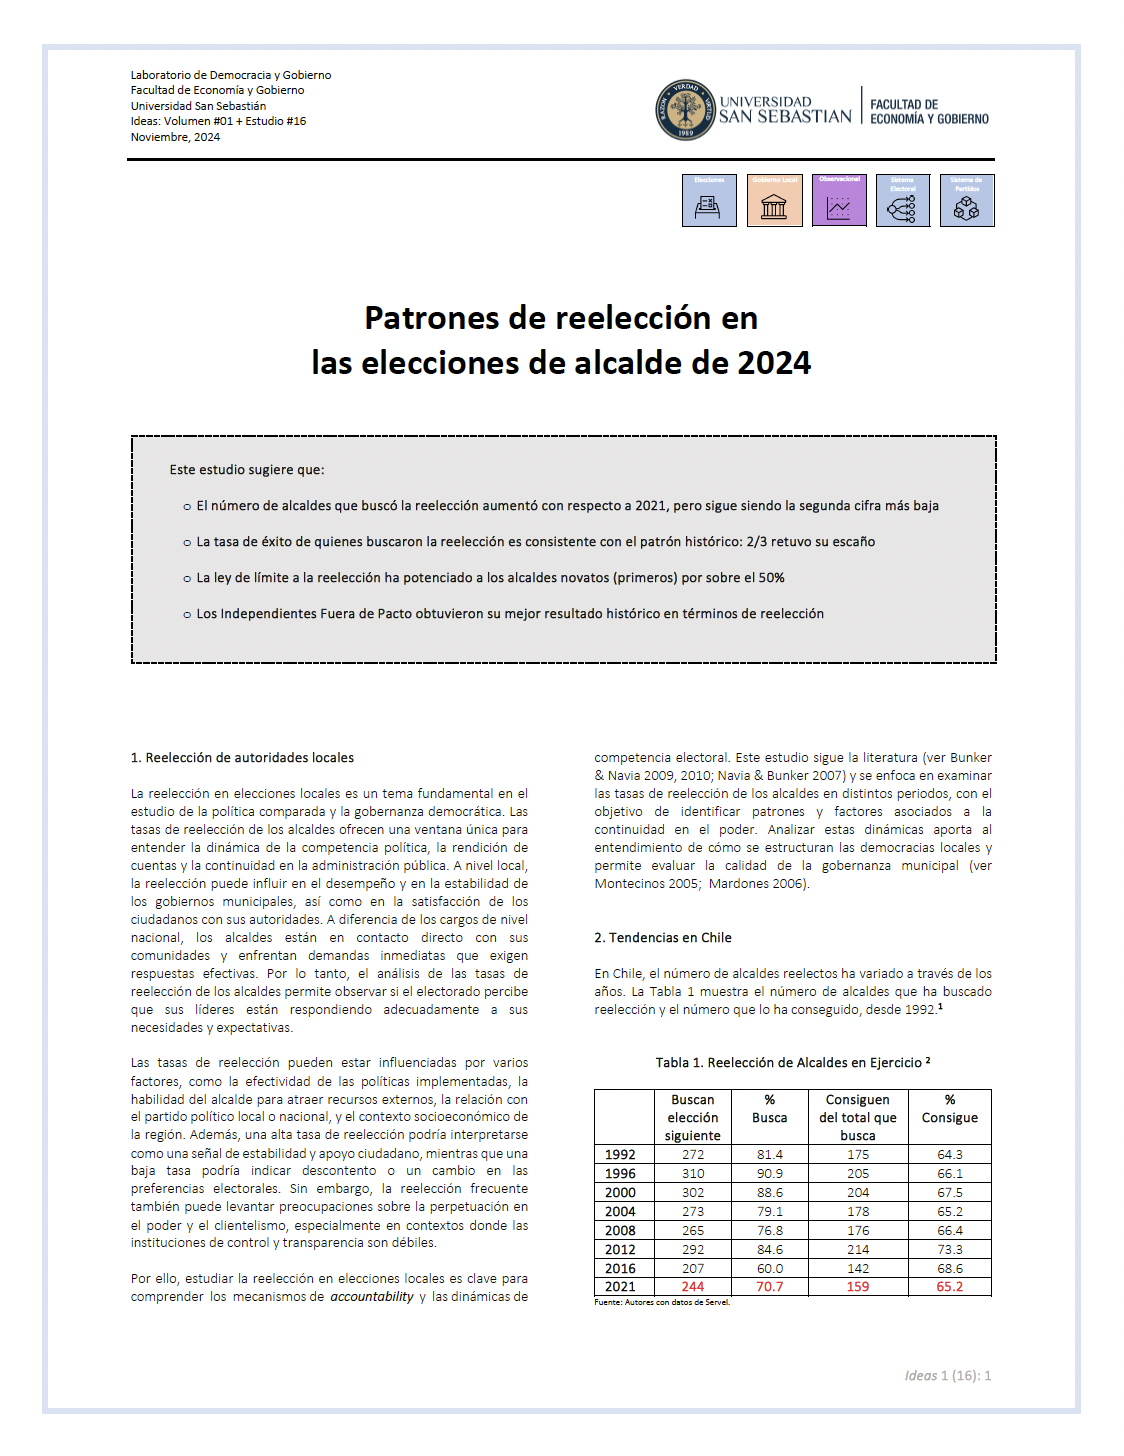 Laboratorio de Democracia y Gobierno
Facultad de Economía y Gobierno
Universidad San Sebastián
Ideas: Volumen #01 + Estudio #16
Noviembre, 2024
RAZON VERDAD VIRTUD
1989
UNIVERSIDAD
SAN SEBASTIAN
FACULTAD DE
ECONOMÍA Y GOBIERNO
Elecciones
Gobierno Local
Observacional
Sistema
Electoral
Sistema de
Partidos
Patrones de reelección en
las elecciones de alcalde de 2024
Este estudio sugiere que:
o El número de alcaldes que buscó la reelección aumentó con respecto a 2021, pero sigue siendo la segunda cifra más baja
o La tasa de éxito de quienes buscaron la reelección es consistente con el patrón histórico: 2/3 retuvo su escaño
o La ley de límite a la reelección ha potenciado a los alcaldes novatos (primeros) por sobre el 50%
o Los Independientes Fuera de Pacto obtuvieron su mejor resultado histórico en términos de reelección
1. Reelección de autoridades locales
La reelección en elecciones locales es un tema fundamental en el
estudio de la política comparada y la gobernanza democrática. Las
tasas de reelección de los alcaldes ofrecen una ventana única para
entender la dinámica de la competencia política, la rendición de
cuentas y la continuidad en la administración pública. A nivel local,
la reelección puede influir en el desempeño y en la estabilidad de
los gobiernos municipales, así como en la satisfacción de los
ciudadanos con sus autoridades. A diferencia de los cargos de nivel
nacional, los alcaldes están en contacto directo con sus
comunidades y enfrentan demandas inmediatas que exigen
respuestas efectivas. Por lo tanto, el análisis de las tasas de
reelección de los alcaldes permite observar si el electorado percibe
que sus líderes están respondiendo adecuadamente a sus
necesidades y expectativas.
Las tasas de reelección pueden estar influenciadas por varios
factores, como la efectividad de las políticas implementadas, la
habilidad del alcalde para atraer recursos externos, la relación con
el partido político local o nacional, y el contexto socioeconómico de
la región. Además, una alta tasa de reelección podría interpretarse
como una señal de estabilidad y apoyo ciudadano, mientras que una
baja tasa podría indicar descontento o un cambio en las
preferencias electorales. Sin embargo, la reelección frecuente
también puede levantar preocupaciones sobre la perpetuación en
el poder y el clientelismo, especialmente en contextos donde las
instituciones de control y transparencia son débiles.
Por ello, estudiar la reelección en elecciones locales es clave para
comprender los mecanismos de accountability y las dinámicas de
competencia electoral. Este estudio sigue la literatura (ver Bunker
& Navia 2009, 2010; Navia & Bunker 2007) y se enfoca en examinar
las tasas de reelección de los alcaldes en distintos periodos, con el
objetivo de identificar patrones y factores asociados a la
continuidad en el poder. Analizar estas dinámicas aporta al
entendimiento de cómo se estructuran las democracias locales y
permite evaluar la calidad de la gobernanza municipal (ver
Montecinos 2005; Mardones 2006).
2. Tendencias en Chile
En Chile, el número de alcaldes reelectos ha variado a través de los
años. La Tabla 1 muestra el número de alcaldes que ha buscado
reelección y el número que lo ha conseguido, desde 1992.1
Tabla 1. Reelección de Alcaldes en Ejercicio 2
Buscan elección siguiente % Busca Consiguen del total que busca % Consigue
1992 272 81.4 175 64.3
1996 310 90.9 205 66.1
2000 302 88.6 204 67.5
2004 273 79.1 178 65.2
2008 265 76.8 176 66.4
2012 292 84.6 214 73.3
2016 207 60.0 142 68.6
2021 244 70.7 159 65.2
Fuente: Autores con datos de Servel.
Ideas 1 (16): 1